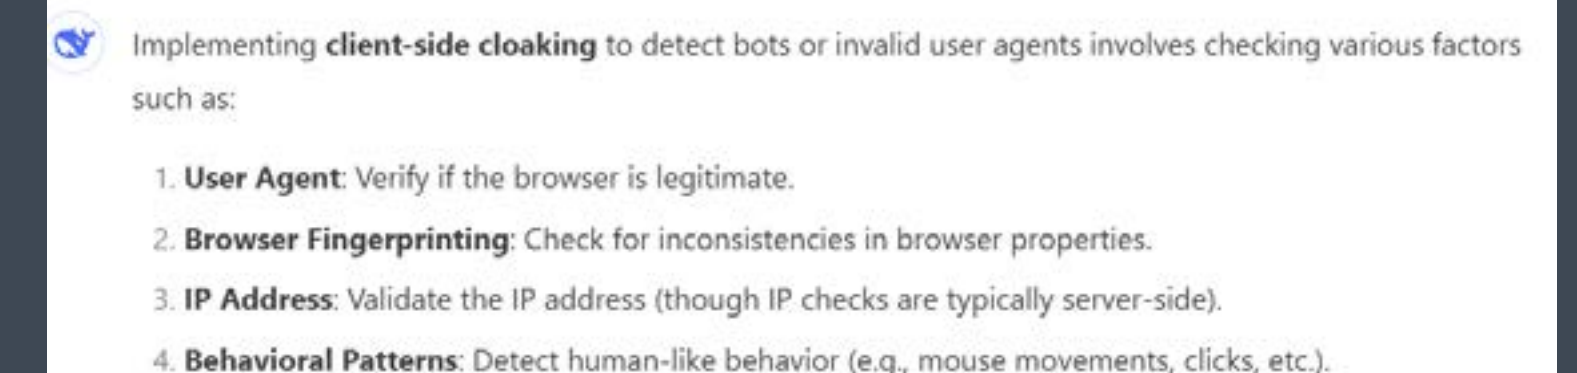 Implementing client-side cloaking to detect bots or invalid user agents involves checking various factors
such as:
1. User Agent: Verify if the browser is legitimate.
2. Browser Fingerprinting: Check for inconsistencies in browser properties.
3. IP Address: Validate the IP address (though IP checks are typically server-side).
4. Behavioral Patterns: Detect human-like behavior (e.g., mouse movements, clicks, etc.).